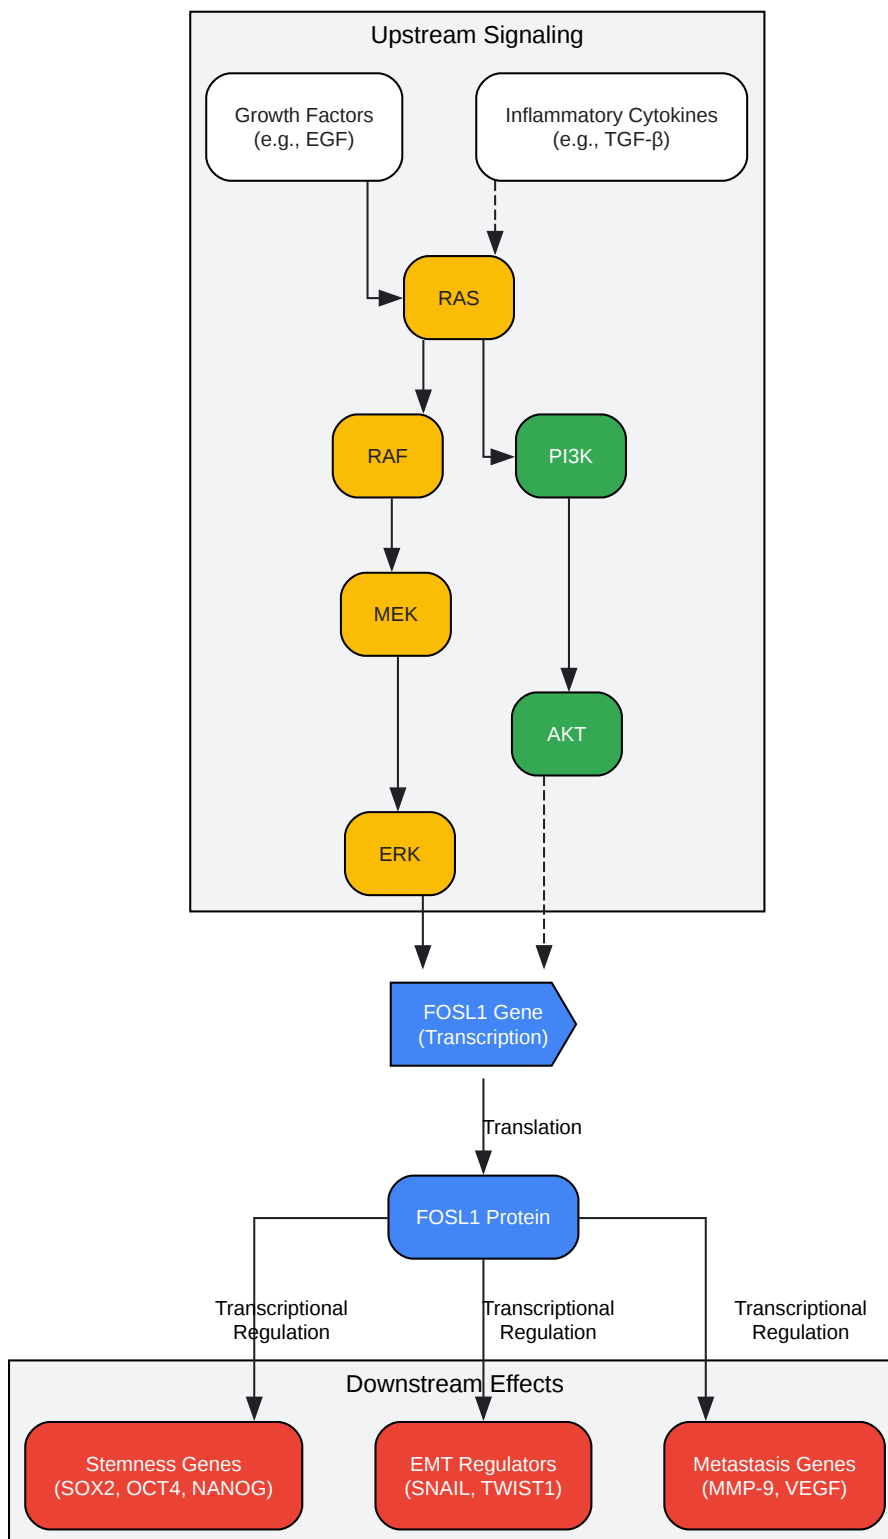 Upstream Signaling
Growth Factors
(e.g., EGF)
Inflammatory Cytokines
(e.g., TGF-β)
RAS
RAF
PI3K
MEK
AKT
ERK
FOSL1 Gene
(Transcription)
Translation
FOSL1 Protein
Transcriptional
Regulation
Transcriptional
Regulation
Transcriptional
Regulation
Downstream Effects
Stemness Genes
(SOX2, OCT4, NANOG)
EMT Regulators
(SNAIL, TWIST1)
Metastasis Genes
(MMP-9, VEGF)